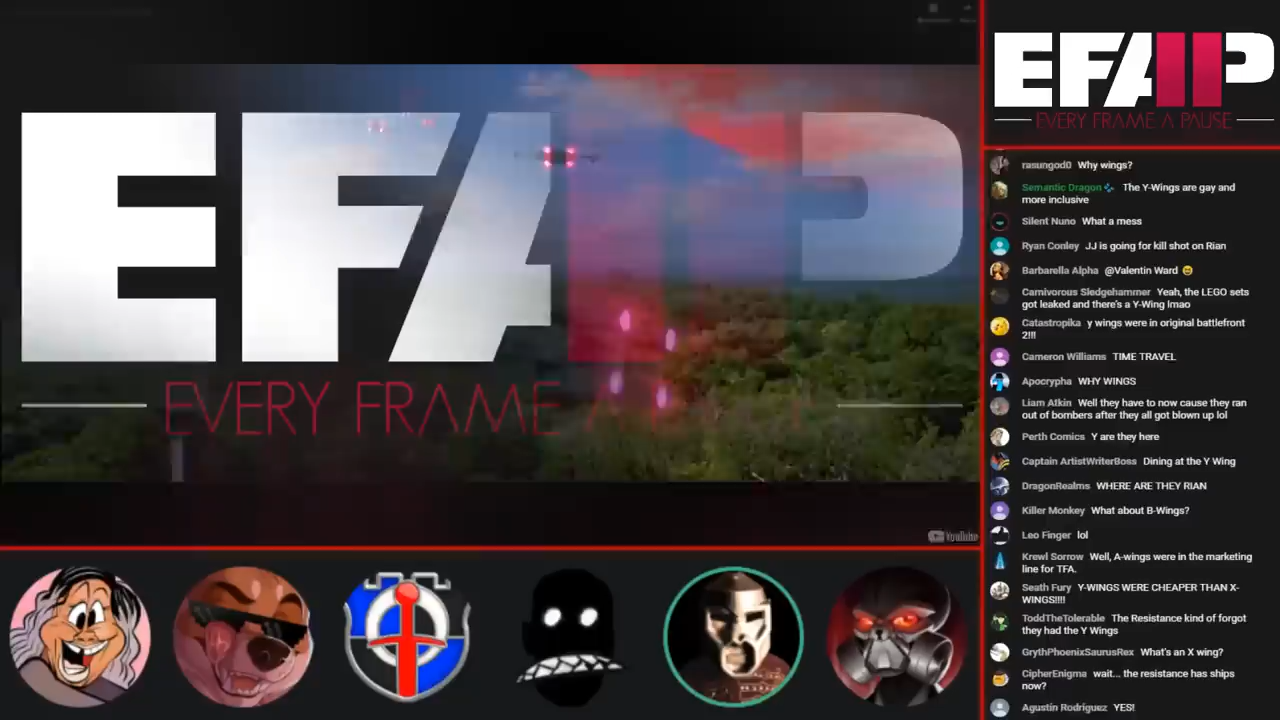 EFAP
EVERY FRAME A
YouTube
EFAP
EVERY FRAME A PAUSE
rasungod0 Why wings?
Semantic Dragon The Y-Wings are gay and
more inclusive
Silent Nuno What a mess
Ryan Conley JJ is going for kill shot on Rian
Barbarella Alpha @Valentin Ward 😄
Carnivorous Sledgehammer Yeah, the LEGO sets
got leaked and there's a Y-Wing lmao
Catastropika y wings were in original battlefront
2!!!
Cameron Williams TIME TRAVEL
Apocrypha WHY WINGS
Liam Atkin Well they have to now cause they ran
out of bombers after they all got blown up lol
Perth Comics Y are they here
Captain ArtistWriterBoss Dining at the Y Wing
DragonRealms WHERE ARE THEY RIAN
Killer Monkey What about B-Wings?
Leo Finger lol
Krewl Sorrow Well, A-wings were in the marketing
line for TFA.
Seath Fury Y-WINGS WERE CHEAPER THAN X-
WINGS!!!!
ToddTheTolerable The Resistance kind of forgot
they had the Y Wings
GrythPhoenixSaurusRex What's an X wing?
CipherEnigma wait... the resistance has ships
now?
Agustín Rodríguez YES!